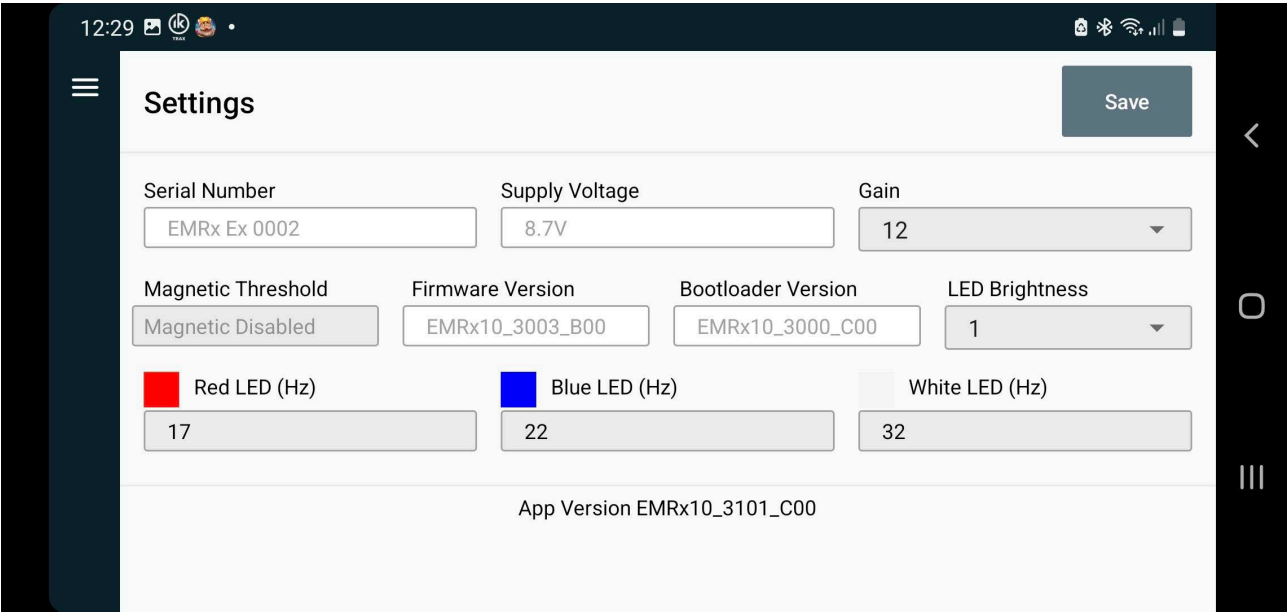 12:29
Settings
Save
Serial Number
Supply Voltage
Gain
EMRx Ex 0002
8.7V
12
Magnetic Threshold
Firmware Version
Bootloader Version
LED Brightness
Magnetic Disabled
EMRx10_3003_B00
EMRx10_3000_C00
1
Red LED (Hz)
Blue LED (Hz)
White LED (Hz)
17
22
32
App Version EMRx10_3101_C00